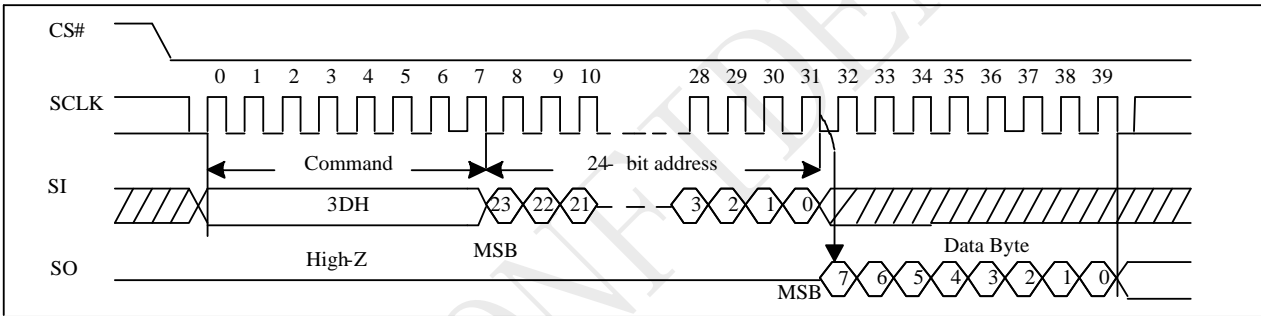 CS#
0 1 2 3 4 5 6 7 8 9 10 28 29 30 31 32 33 34 35 36 37 38 39
SCLK
Command 24- bit address
SI
3DH 23 22 21 3 2 1 0
High-Z MSB Data Byte
SO
MSB 7 6 5 4 3 2 1 0
ONFIDE